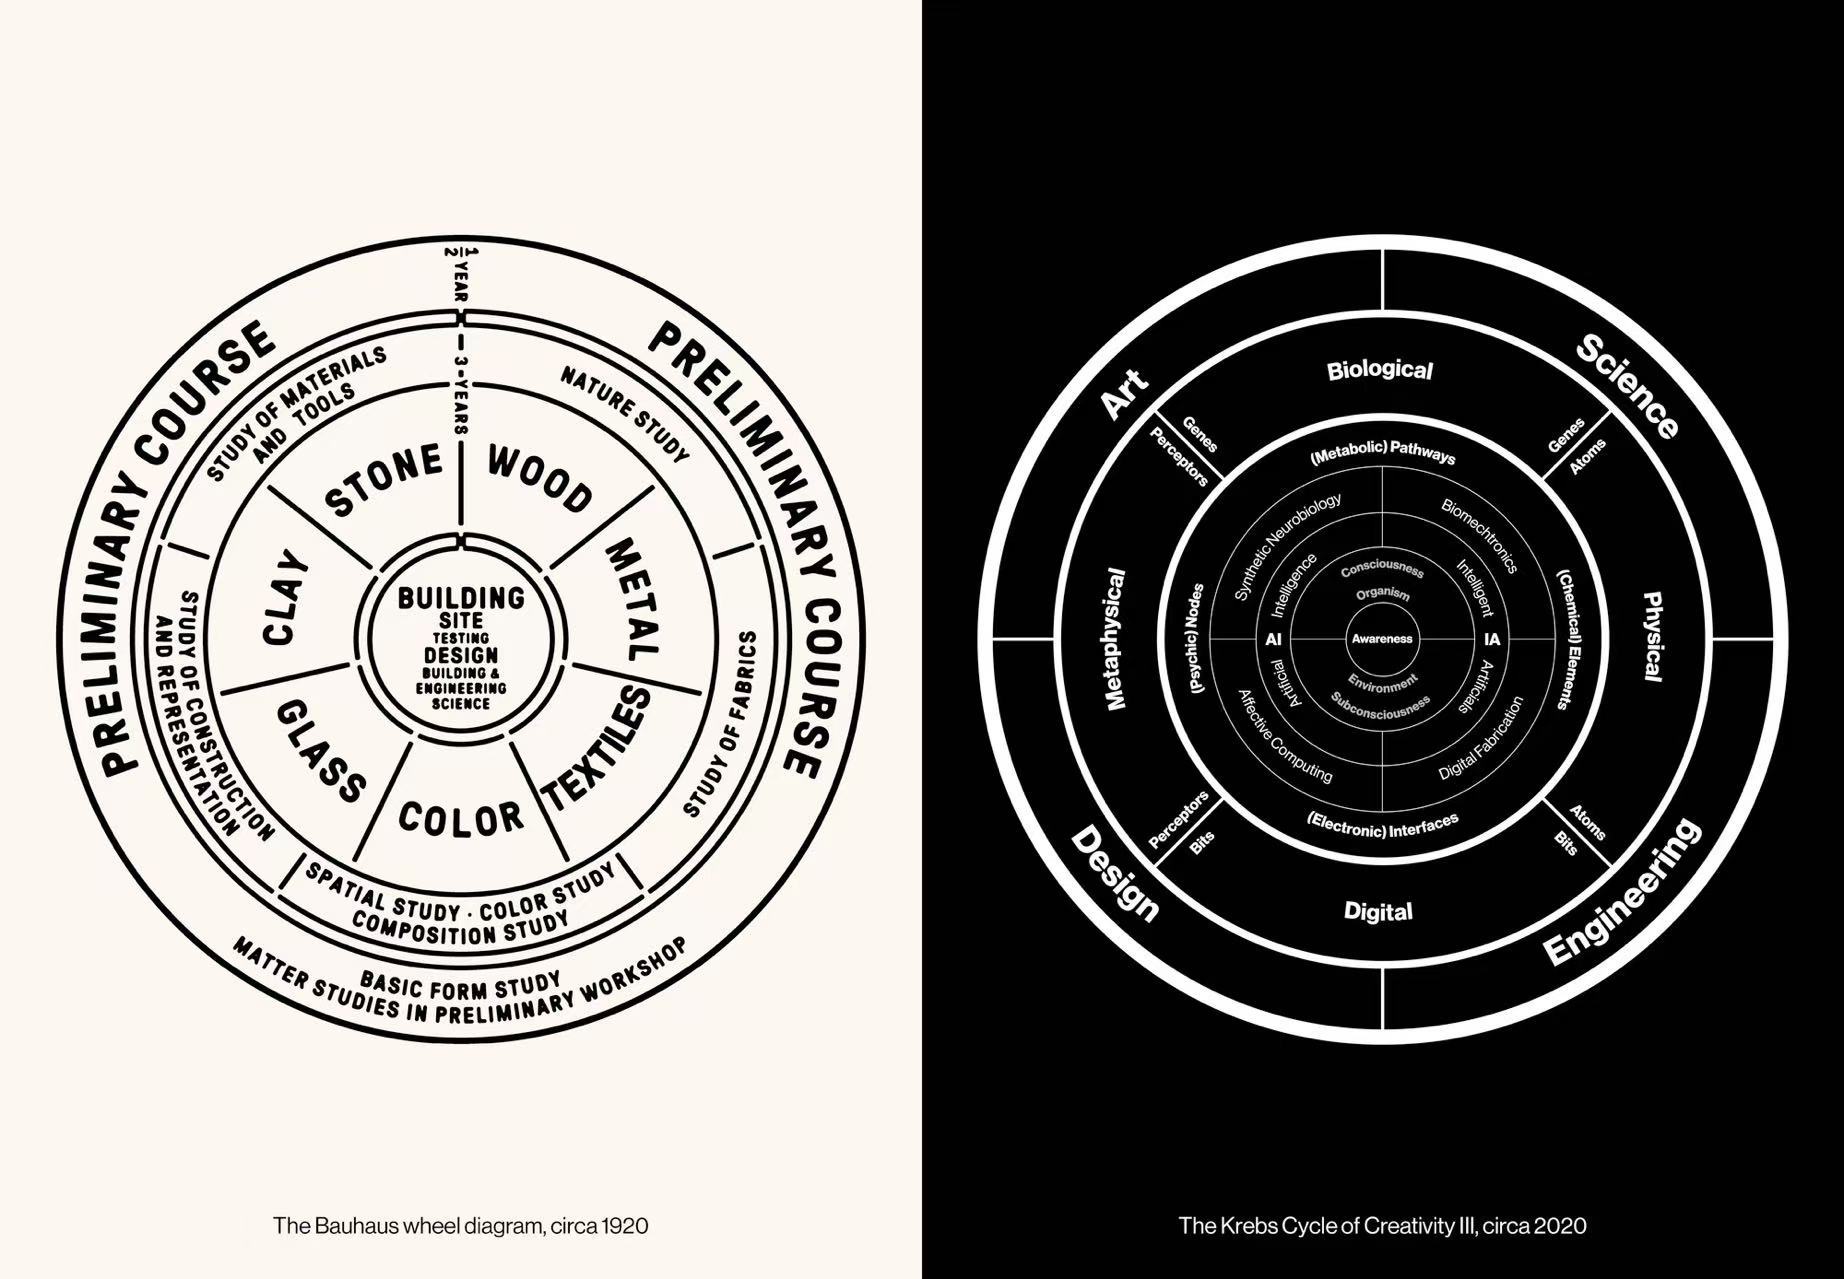 1/2 YEAR
PRELIMINARY COURSE
PRELIMINARY COURSE
3 - YEARS
STUDY OF MATERIALS
AND TOOLS
NATURE STUDY
STONE
WOOD
CLAY
METAL
BUILDING
SITE
TESTING
DESIGN
BUILDING &
ENGINEERING
SCIENCE
STUDY OF CONSTRUCTION
AND REPRESENTATION
STUDY OF FABRICS
GLASS
TEXTILES
COLOR
SPATIAL STUDY · COLOR STUDY
COMPOSITION STUDY
BASIC FORM STUDY
MATTER STUDIES IN PRELIMINARY WORKSHOP
The Bauhaus wheel diagram, circa 1920
Art
Science
Biological
Genes
Perceptors
Genes
Atoms
(Metabolic) Pathways
Synthetic Neurobiology
Biomechtronics
Intelligence
Intelligent
Consciousness
Organism
Metaphysical
(Psychic) Nodes
AI
Awareness
IA
(Chemical) Elements
Physical
Environment
Subconsciousness
Artificial
Artificials
Affective Computing
Digital Fabrication
(Electronic) Interfaces
Perceptors
Bits
Atoms
Bits
Digital
Design
Engineering
The Krebs Cycle of Creativity III, circa 2020